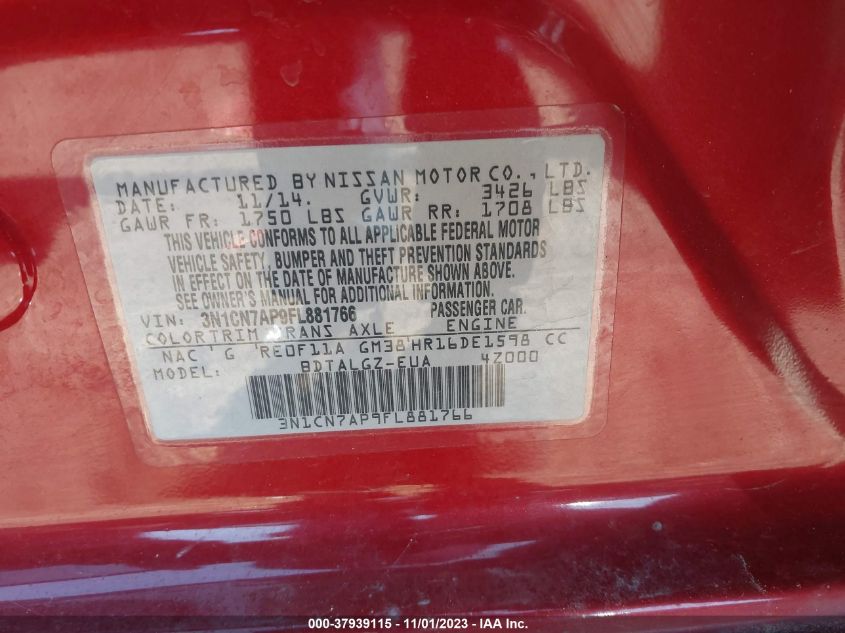 MANUFACTURED BY NISSAN MOTOR CO., LTD.
DATE: 11/14. GVWR: 3426 LBS
GAWR FR: 1750 LBS GAWR RR: 1708 LBS
THIS VEHICLE CONFORMS TO ALL APPLICABLE FEDERAL MOTOR
VEHICLE SAFETY, BUMPER AND THEFT PREVENTION STANDARDS
IN EFFECT ON THE DATE OF MANUFACTURE SHOWN ABOVE.
SEE OWNER'S MANUAL FOR ADDITIONAL INFORMATION.
VIN: 3N1CN7AP9FL881766 PASSENGER CAR.
COLOR TRIM TRANS AXLE ENGINE
NAC G RE0F11A GM38 HR16DE1598 CC
MODEL: BDTALGZ-EUA 4Z000
3N1CN7AP9FL881766
000-37939115 - 11/01/2023 - CC